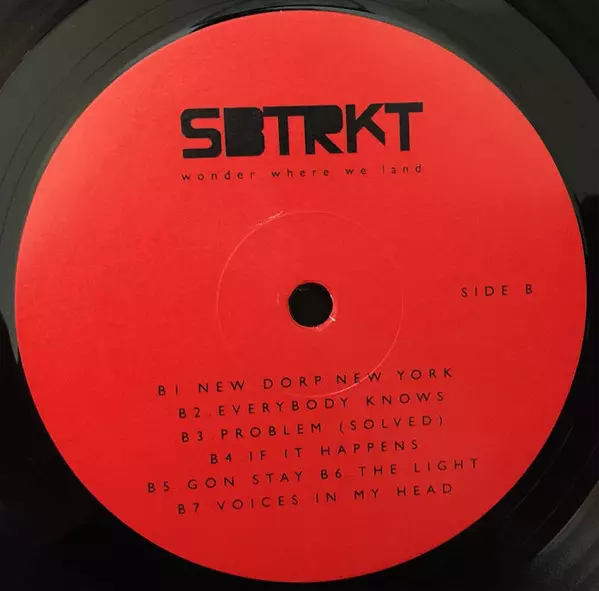 SBTRKT
wonder where we land
SIDE B
B1 NEW DORP NEW YORK
B2.EVERYBODY KNOWS
B3.PROBLEM (SOLVED)
B4 IF IT HAPPENS
B5 GON STAY B6 THE LIGHT
B7 VOICES IN MY HEAD